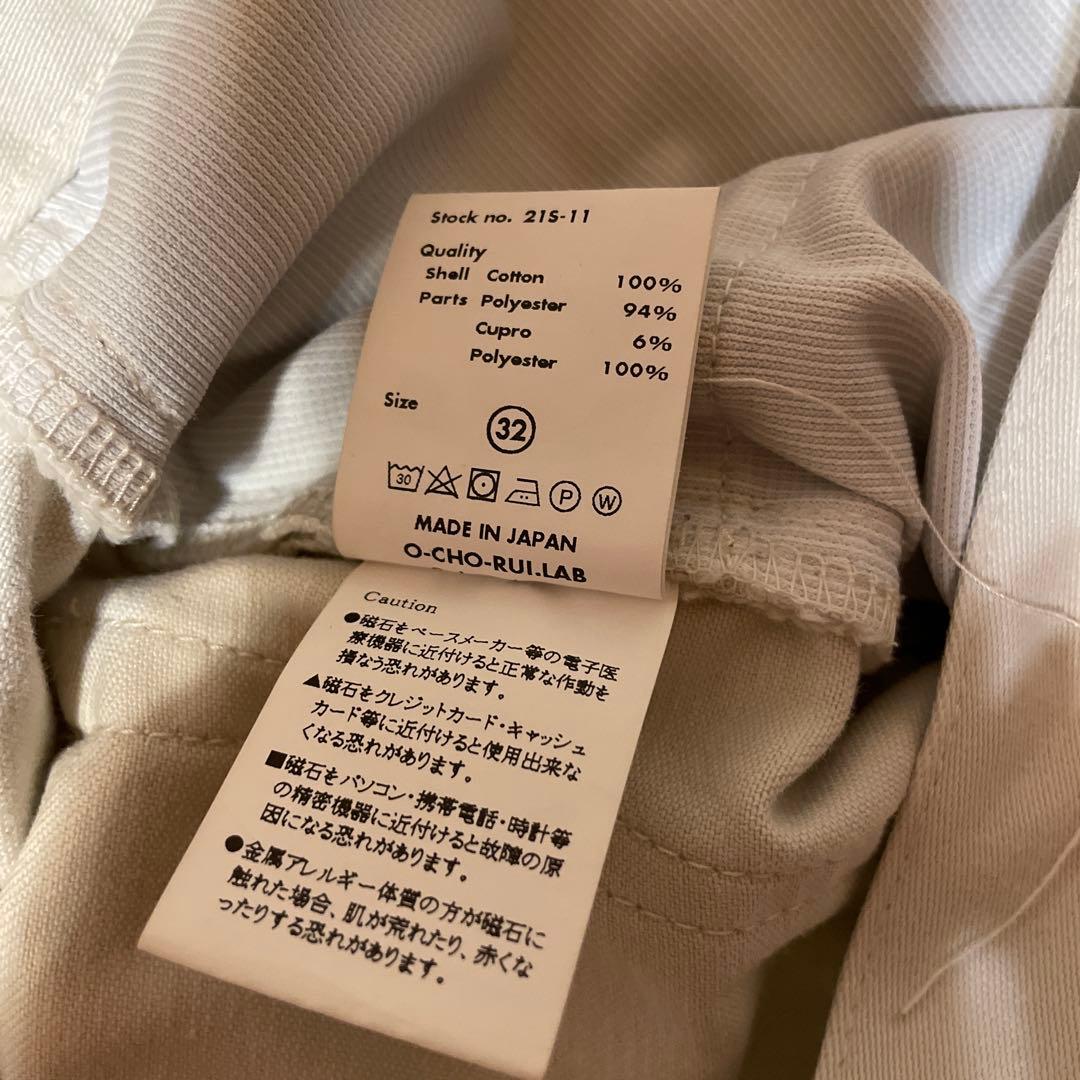 Stock no. 21S-11
Quality
Shell Cotton 100%
Parts Polyester 94%
Cupro 6%
Polyester 100%
Size
32
30
P
W
MADE IN JAPAN
O-CHO-RUI.LAB
Caution
●磁石をペースメーカー等の電子医
療機器に近付けると正常な作動を
損なう恐れがあります。
▲磁石をクレジットカード・キャッシュ
カード等に近付けると使用出来な
くなる恐れがあります。
■磁石をパソコン・携帯電話・時計等
の精密機器に近付けると故障の原
因になる恐れがあります。
●金属アレルギー体質の方が磁石に
触れた場合、肌が荒れたり、赤くな
ったりする恐れがあります。